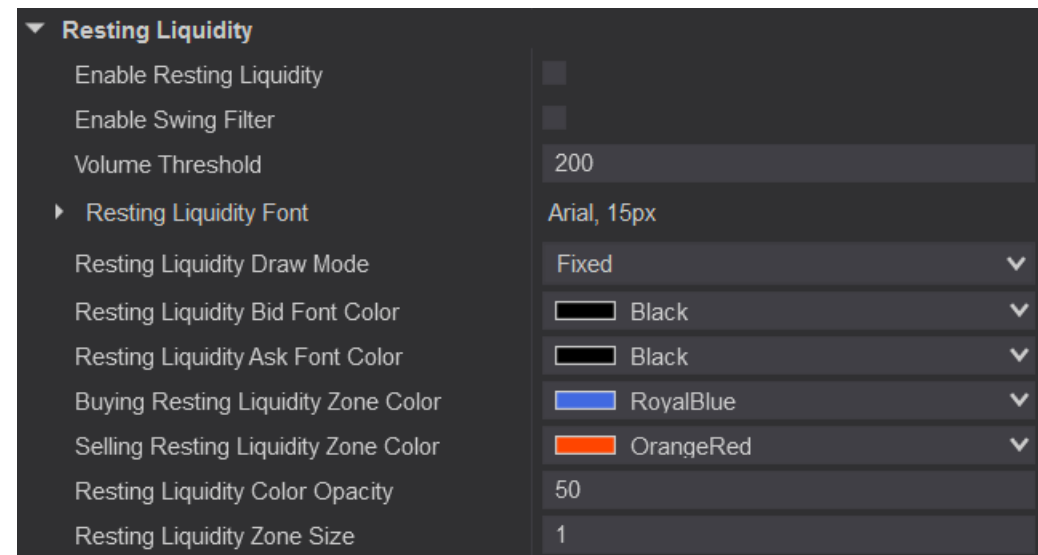 Resting Liquidity
Enable Resting Liquidity
Enable Swing Filter
Volume Threshold 200
Resting Liquidity Font Arial, 15px
Resting Liquidity Draw Mode Fixed
Resting Liquidity Bid Font Color Black
Resting Liquidity Ask Font Color Black
Buying Resting Liquidity Zone Color RoyalBlue
Selling Resting Liquidity Zone Color OrangeRed
Resting Liquidity Color Opacity 50
Resting Liquidity Zone Size 1